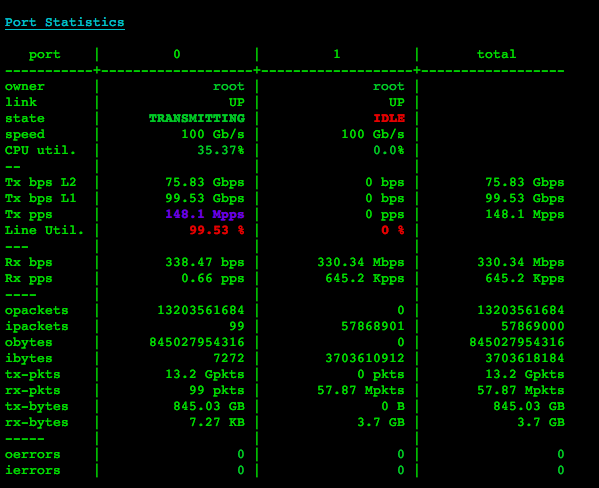 Port Statistics
port | 0 | 1 | total
------------+--------------------+--------------------+------------------
owner | root | root |
link | UP | UP |
state | TRANSMITTING | IDLE |
speed | 100 Gb/s | 100 Gb/s |
CPU util. | 35.37% | 0.0% |
-- | | |
Tx bps L2 | 75.83 Gbps | 0 bps | 75.83 Gbps
Tx bps L1 | 99.53 Gbps | 0 bps | 99.53 Gbps
Tx pps | 148.1 Mpps | 0 pps | 148.1 Mpps
Line Util. | 99.53 % | 0 % |
--- | | |
Rx bps | 338.47 bps | 330.34 Mbps | 330.34 Mbps
Rx pps | 0.66 pps | 645.2 Kpps | 645.2 Kpps
---- | | |
opackets | 13203561684 | 0 | 13203561684
ipackets | 99 | 57868901 | 57869000
obytes | 845027954316 | 0 | 845027954316
ibytes | 7272 | 3703610912 | 3703618184
tx-pkts | 13.2 Gpkts | 0 pkts | 13.2 Gpkts
rx-pkts | 99 pkts | 57.87 Mpkts | 57.87 Mpkts
tx-bytes | 845.03 GB | 0 B | 845.03 GB
rx-bytes | 7.27 KB | 3.7 GB | 3.7 GB
----- | | |
oerrors | 0 | 0 | 0
ierrors | 0 | 0 | 0